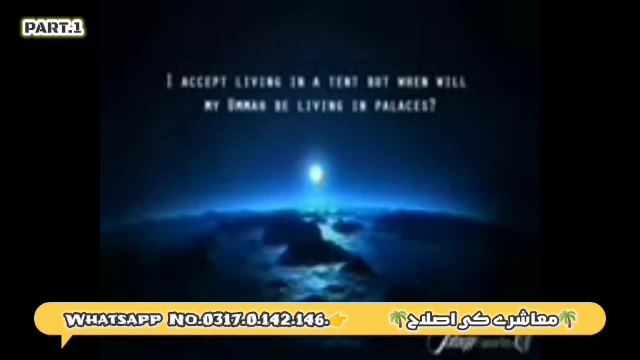 PART.1
I ACCEPT LIVING IN A TENT BUT WHEN WILL
MY UMMAH BE LIVING IN PALACES?
WHATSAPP NO.0317.0.142.146.👉 🌴معاشرے کی اصلاح🌴